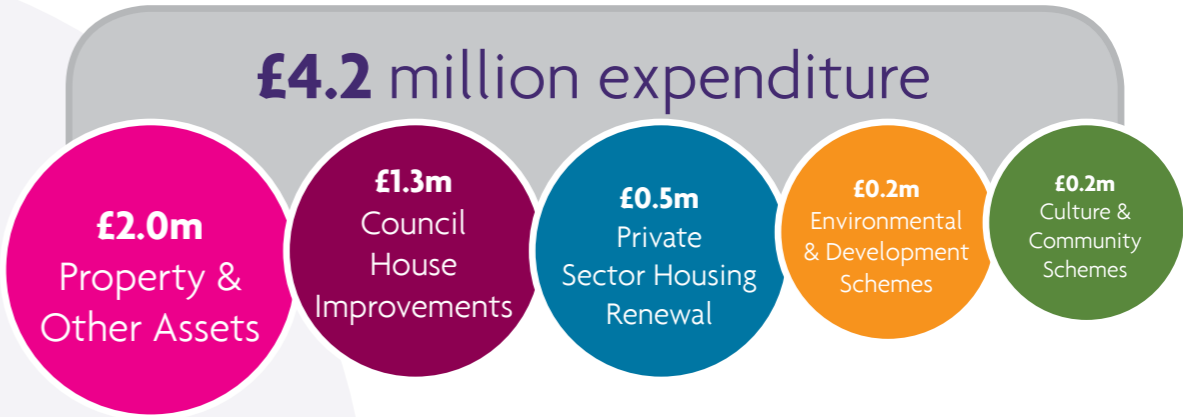 £4.2 million expenditure
£2.0m
Property &
Other Assets
£1.3m
Council
House
Improvements
£0.5m
Private
Sector Housing
Renewal
£0.2m
Environmental
& Development
Schemes
£0.2m
Culture &
Community
Schemes